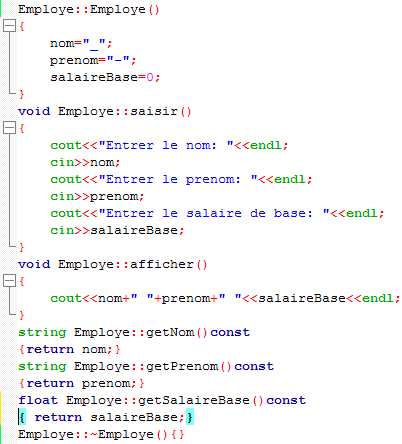 Employe::Employe()
{
    nom="_";
    prenom="-";
    salaireBase=0;
}
void Employe::saisir()
{
    cout<<"Entrer le nom: "<<endl;
    cin>>nom;
    cout<<"Entrer le prenom: "<<endl;
    cin>>prenom;
    cout<<"Entrer le salaire de base: "<<endl;
    cin>>salaireBase;
}
void Employe::afficher()
{
    cout<<nom+" "+prenom+" "<<salaireBase<<endl;
}
string Employe::getNom()const
{return nom;}
string Employe::getPrenom()const
{return prenom;}
float Employe::getSalaireBase()const
{ return salaireBase;}
Employe::~Employe(){}